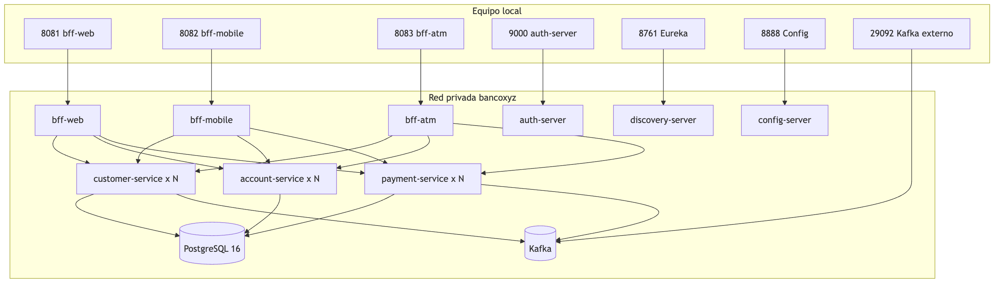 Equipo local
8081 bff-web
8082 bff-mobile
8083 bff-atm
9000 auth-server
8761 Eureka
8888 Config
29092 Kafka externo
Red privada bancoxyz
bff-web
bff-mobile
bff-atm
auth-server
discovery-server
config-server
customer-service x N
account-service x N
payment-service x N
PostgreSQL 16
Kafka